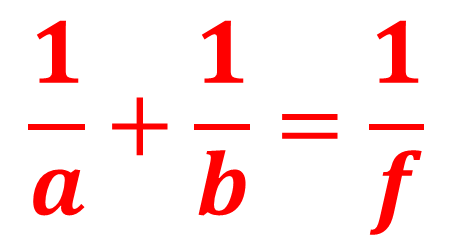 1/a + 1/b = 1/f